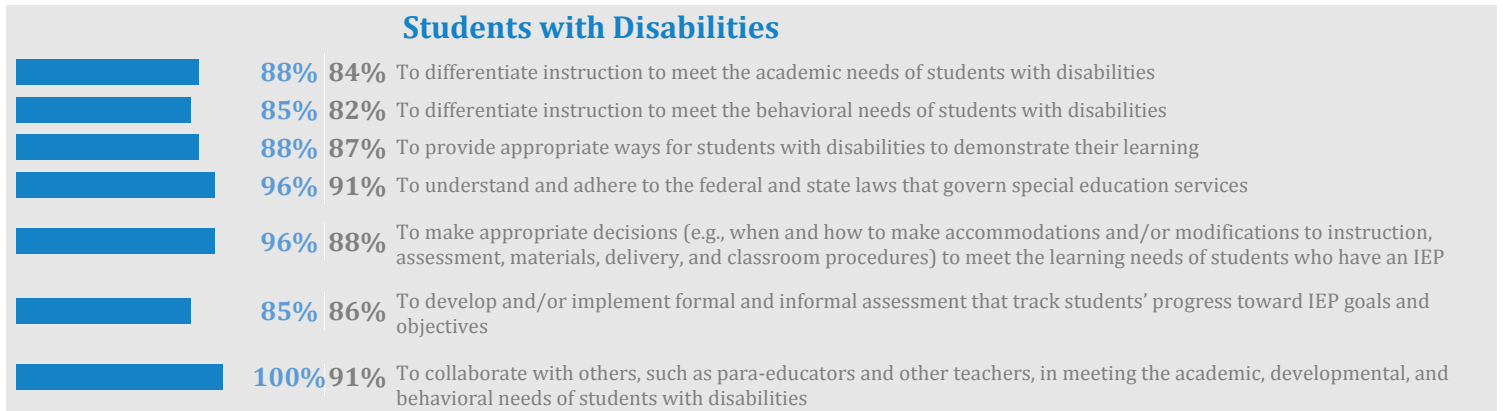 Students with Disabilities
88% 84% To differentiate instruction to meet the academic needs of students with disabilities
85% 82% To differentiate instruction to meet the behavioral needs of students with disabilities
88% 87% To provide appropriate ways for students with disabilities to demonstrate their learning
96% 91% To understand and adhere to the federal and state laws that govern special education services
96% 88% To make appropriate decisions (e.g., when and how to make accommodations and/or modifications to instruction,
assessment, materials, delivery, and classroom procedures) to meet the learning needs of students who have an IEP
85% 86% To develop and/or implement formal and informal assessment that track students’ progress toward IEP goals and
objectives
100% 91% To collaborate with others, such as para-educators and other teachers, in meeting the academic, developmental, and
behavioral needs of students with disabilities